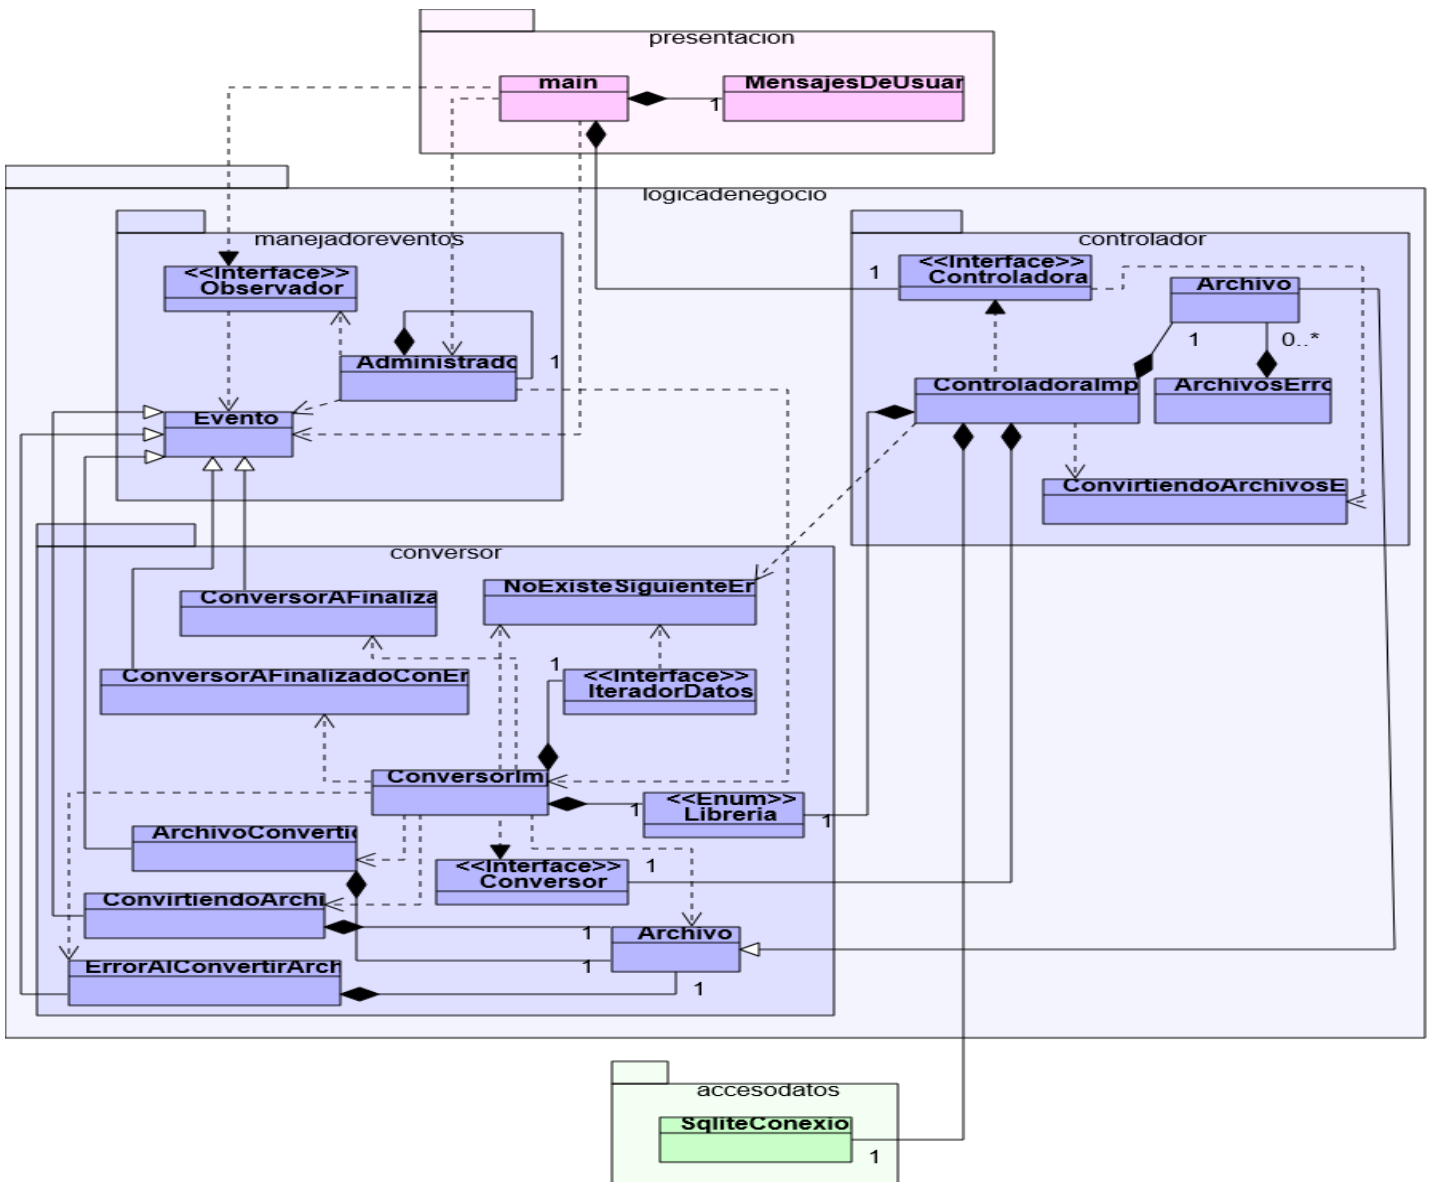 presentacion
main
MensajesDeUsuar
1
logicadenegocio
manejadoreventos
controlador
<<Interface>>
Observador
1
<<Interface>>
Controladora
Archivo
1
0..*
Administrado
1
ControladoraImp
ArchivosErro
Evento
ConvirtiendoArchivosE
conversor
ConversorAFinaliza
NoExisteSiguienteEr
1
ConversorAFinalizadoConEr
<<Interface>>
IteradorDatos
ConversorIm
1
<<Enum>>
Libreria
1
ArchivoConvertid
<<Interface>>
Conversor
1
ConvirtiendoArchi
1
Archivo
1
ErrorAlConvertirArch
1
accesodatos
SqliteConexio
1